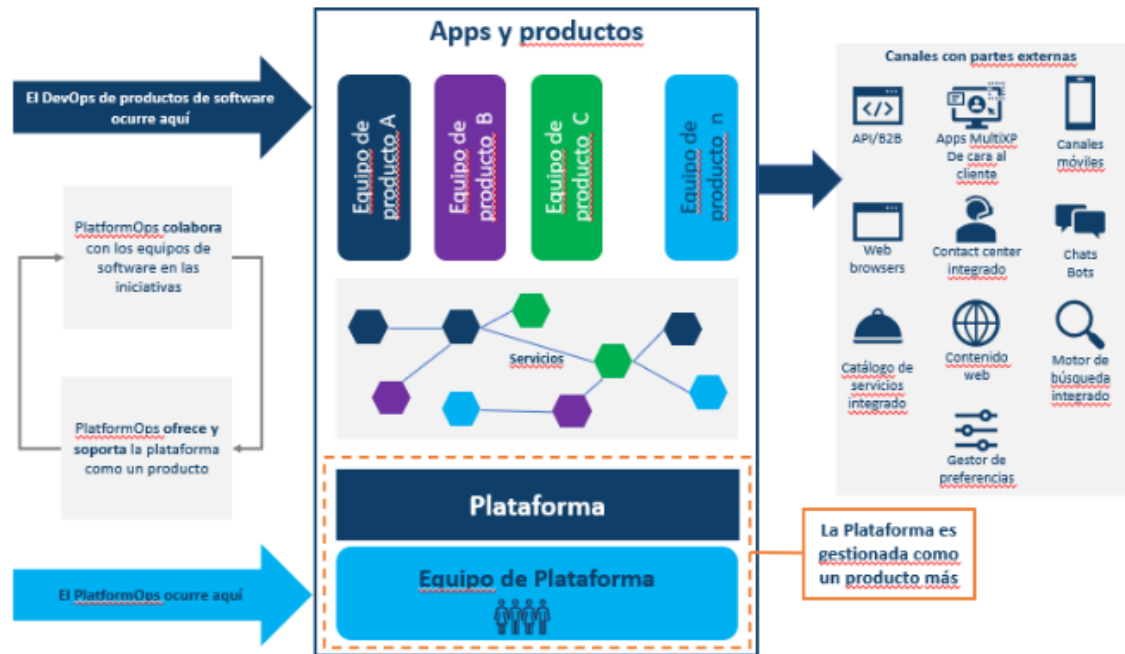 Apps y productos
El DevOps de productos de software
ocurre aquí
PlatformOps colabora
con los equipos de
software en las
iniciativas
PlatformOps ofrece y
soporta la plataforma
como un producto
El PlatformOps ocurre aquí
Equipo de
producto A
Equipo de
producto B
Equipo de
producto C
Equipo de
producto n
Servicios
Plataforma
Equipo de Plataforma
Canales con partes externas
API/B2B
Apps MultiXP
De cara al
cliente
Canales
móviles
Web
browsers
Contact center
integrado
Chats
Bots
Catálogo de
servicios
integrado
Contenido
web
Motor de
búsqueda
integrado
Gestor de
preferencias
La Plataforma es
gestionada como
un producto más